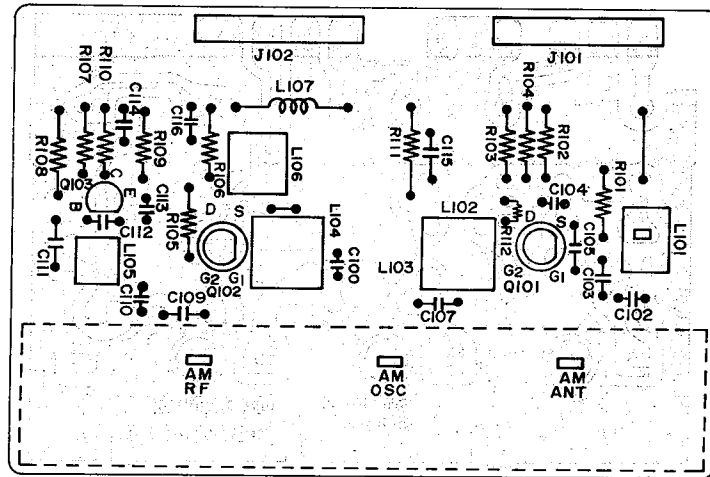 J102
J101
L107
R107
R110
C114
R108
R109
C116
R106
L106
R111
C115
R103
R104
R102
R101
C104
Q103
C
E
B
C113
C112
R105
D
S
L104
L102
R112
D
S
C105
L101
C111
L105
C110
G2
G1
Q102
C100
L103
G2
G1
Q101
C103
C109
C107
C102
AM
RF
AM
OSC
AM
ANT